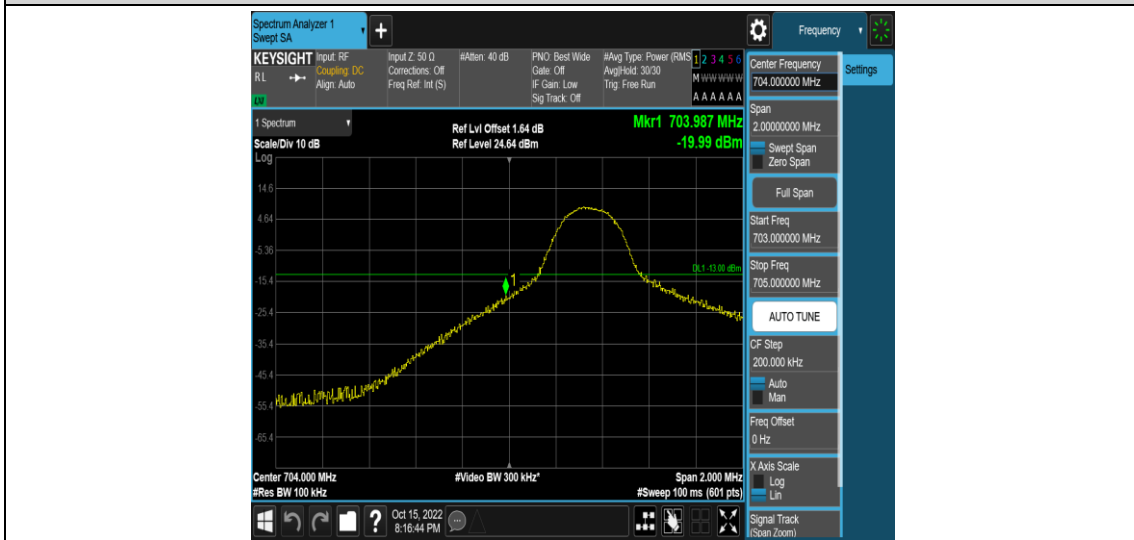 Spectrum Analyzer 1
Swept SA
+
Frequency
KEYSIGHT
RL
LXI
Input: RF
Coupling: DC
Align: Auto
Input Z: 50 Ω
Corrections: Off
Freq Ref: Int (S)
#Atten: 40 dB
PNO: Best Wide
Gate: Off
IF Gain: Low
Sig Track: Off
#Avg Type: Power (RMS
Avg|Hold: 30/30
Trig: Free Run
1 2 3 4 5 6
M W W W W W
A A A A A A
Center Frequency
704.000000 MHz
Settings
Span
2.00000000 MHz
Swept Span
Zero Span
Full Span
Start Freq
703.000000 MHz
Stop Freq
705.000000 MHz
AUTO TUNE
CF Step
200.000 kHz
Auto
Man
Freq Offset
0 Hz
X Axis Scale
Log
Lin
Signal Track
(Span Zoom)
1 Spectrum
Scale/Div 10 dB
Ref Lvl Offset 1.64 dB
Ref Level 24.64 dBm
Mkr1 703.987 MHz
-19.99 dBm
Log
14.6
4.64
-5.36
-15.4
-25.4
-35.4
-45.4
-55.4
-65.4
DL1 -13.00 dBm
1
Center 704.000 MHz
#Res BW 100 kHz
#Video BW 300 kHz*
Span 2.000 MHz
#Sweep 100 ms (601 pts)
?
Oct 15, 2022
8:16:44 PM